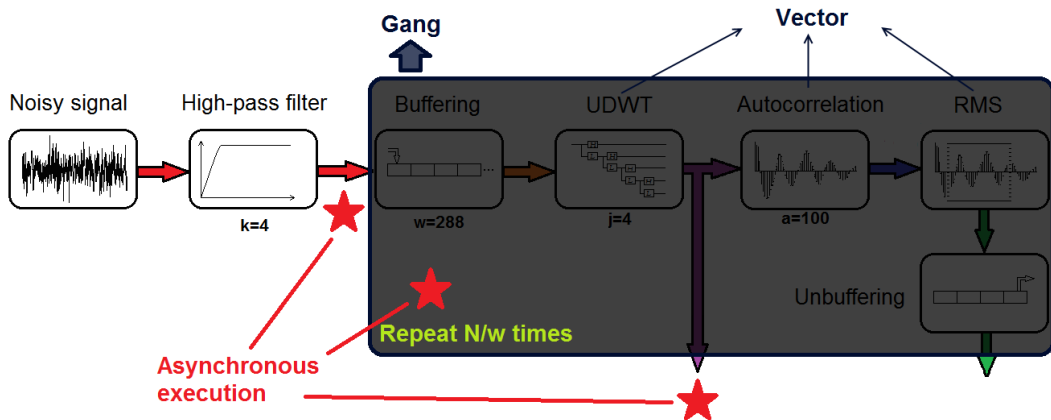 Vector
Gang
Noisy signal
High-pass filter
Buffering
UDWT
Autocorrelation
RMS
...
k=4
w=288
j=4
a=100
Unbuffering
Repeat N/w times
Asynchronous
execution